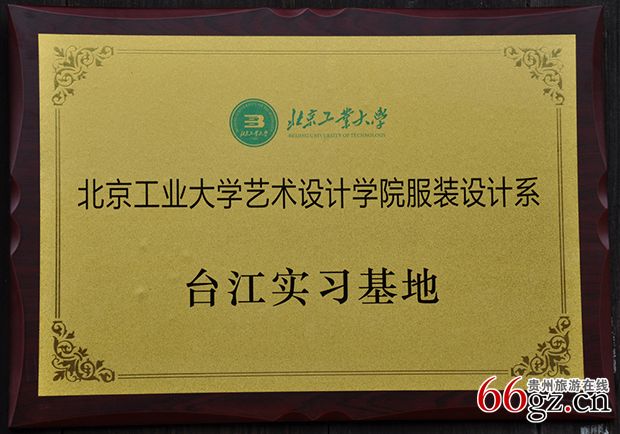 北京工業大学
BEIJING UNIVERSITY OF TECHNOLOGY
北京工业大学艺术设计学院服装设计系
台江实习基地
贵州旅游在线
66gz.cn